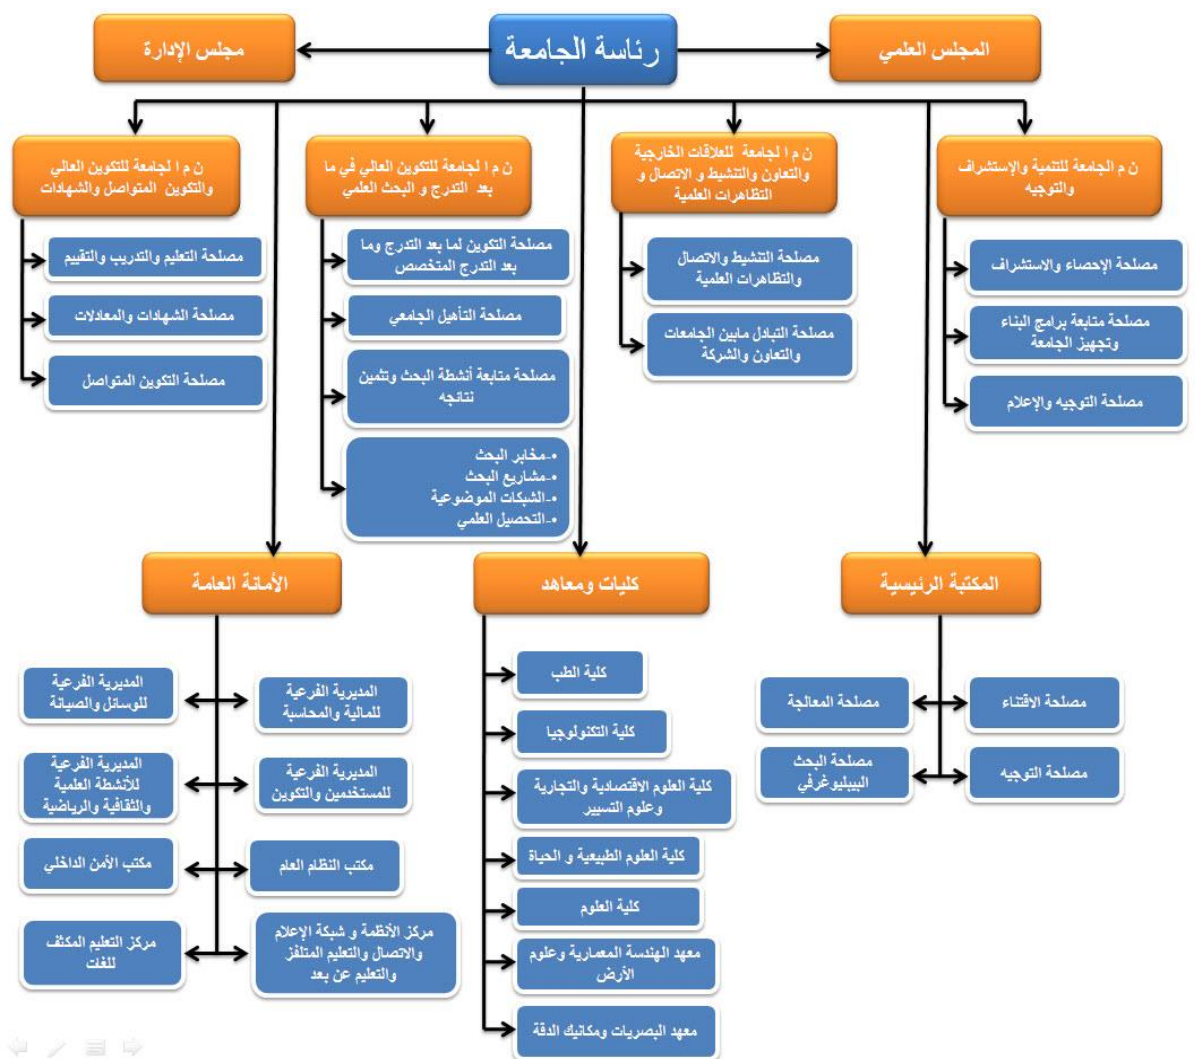 المجلس العلمي
رئاسة الجامعة
مجلس الإدارة
ن م الجامعة للتنمية والإستشراف
والتوجيه
مصلحة الإحصاء والاستشراف
مصلحة متابعة برامج البناء
وتجهيز الجامعة
مصلحة التوجيه والإعلام
ن م ا لجامعة للعلاقات الخارجية
والتعاون والتنشيط و الاتصال و
التظاهرات العلمية
مصلحة التنشيط والاتصال
والتظاهرات العلمية
مصلحة التبادل مابين الجامعات
والتعاون والشركة
ن م ا لجامعة للتكوين العالي في ما
بعد التدرج و البحث العلمي
مصلحة التكوين لما بعد التدرج وما
بعد التدرج المتخصص
مصلحة التأهيل الجامعي
مصلحة متابعة أنشطة البحث وتثمين
نتائجه
•-مخابر البحث
•-مشاريع البحث
•-الشبكات الموضوعية
•-التحصيل العلمي
ن م ا لجامعة للتكوين العالي
والتكوين المتواصل والشهادات
مصلحة التعليم والتدريب والتقييم
مصلحة الشهادات والمعادلات
مصلحة التكوين المتواصل
المكتبة الرئيسية
مصلحة الاقتناء
مصلحة المعالجة
مصلحة التوجيه
مصلحة البحث
البيبليوغرفي
كليات ومعاهد
كلية الطب
كلية التكنولوجيا
كلية العلوم الاقتصادية والتجارية
وعلوم التسيير
كلية العلوم الطبيعية و الحياة
كلية العلوم
معهد الهندسة المعمارية وعلوم
الأرض
معهد البصريات ومكانيك الدقة
الأمانة العامة
المديرية الفرعية
للمالية والمحاسبة
المديرية الفرعية
للوسائل والصيانة
المديرية الفرعية
للمستخدمين والتكوين
المديرية الفرعية
للأنشطة العلمية
والثقافية والرياضية
مكتب النظام العام
مكتب الأمن الداخلي
مركز الأنظمة و شبكة الإعلام
والاتصال والتعليم المتلفز
والتعليم عن بعد
مركز التعليم المكثف
للغات